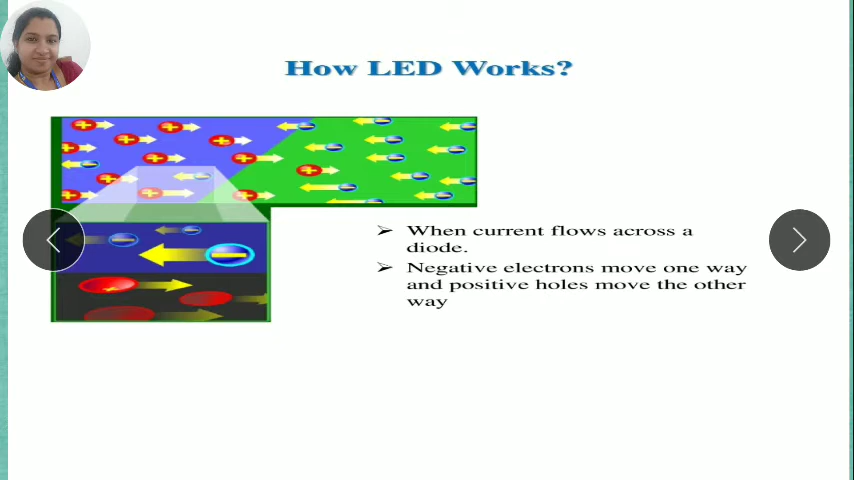 How LED Works?
➢ When current flows across a
diode.
➢ Negative electrons move one way
and positive holes move the other
way